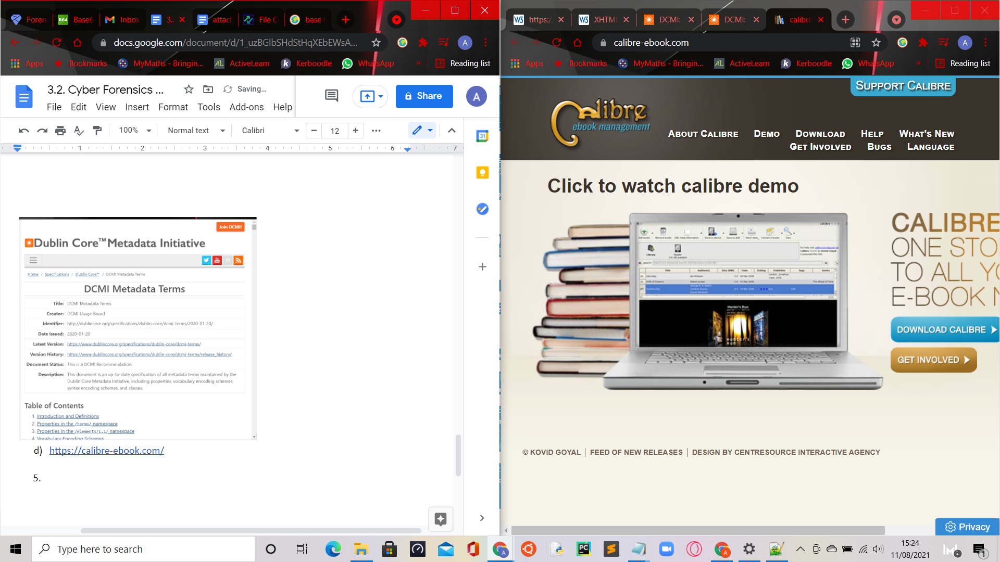 Foren
Base6
Inbox
3.
attach
File C
base
docs.google.com/document/d/1_uzBGlbSHdStHqXEbEWsA...
A
Apps
Bookmarks
MyMaths - Bringin...
ActiveLearn
Kerboodle
WhatsApp
»
Reading list
3.2. Cyber Forensics ...
Saving...
Share
A
File Edit View Insert Format Tools Add-ons Help
100%
Normal text
Calibri
12
1 2 3 4 5 6 7
31
Join DCMI!
Dublin Core™ Metadata Initiative
Home / Specifications / Dublin Core™ / DCMI Metadata Terms
DCMI Metadata Terms
Title: DCMI Metadata Terms
Creator: DCMI Usage Board
Identifier: http://dublincore.org/specifications/dublin-core/dcmi-terms/2020-01-20/
Date Issued: 2020-01-20
Latest Version: https://www.dublincore.org/specifications/dublin-core/dcmi-terms/
Version History: https://www.dublincore.org/specifications/dublin-core/dcmi-terms/release_history/
Document Status: This is a DCMI Recommendation.
Description: This document is an up-to-date specification of all metadata terms maintained by the
Dublin Core Metadata Initiative, including properties, vocabulary encoding schemes,
syntax encoding schemes, and classes.
Table of Contents
1. Introduction and Definitions
2. Properties in the /terms/ namespace
3. Properties in the /elements/1.1/ namespace
4. Vocabulary Encoding Schemes
d) https://calibre-ebook.com/
5.
https:/
XHTML
DCMI:
DCMI:
calibre
calibre-ebook.com
A
Apps
Bookmarks
MyMaths - Bringin...
ActiveLearn
Kerboodle
WhatsApp
»
Reading list
Support Calibre
Calibre
ebook management
About Calibre Demo Download Help What's New
Get Involved Bugs Language
Click to watch calibre demo
Hunter's Run
HUNTER'S
RUN
CALIBRE
ONE STO
TO ALL YO
E-BOOK N
DOWNLOAD CALIBRE
GET INVOLVED
© KOVID GOYAL | FEED OF NEW RELEASES | DESIGN BY CENTRESOURCE INTERACTIVE AGENCY
Privacy
Type here to search
15:24
11/08/2021
2
1